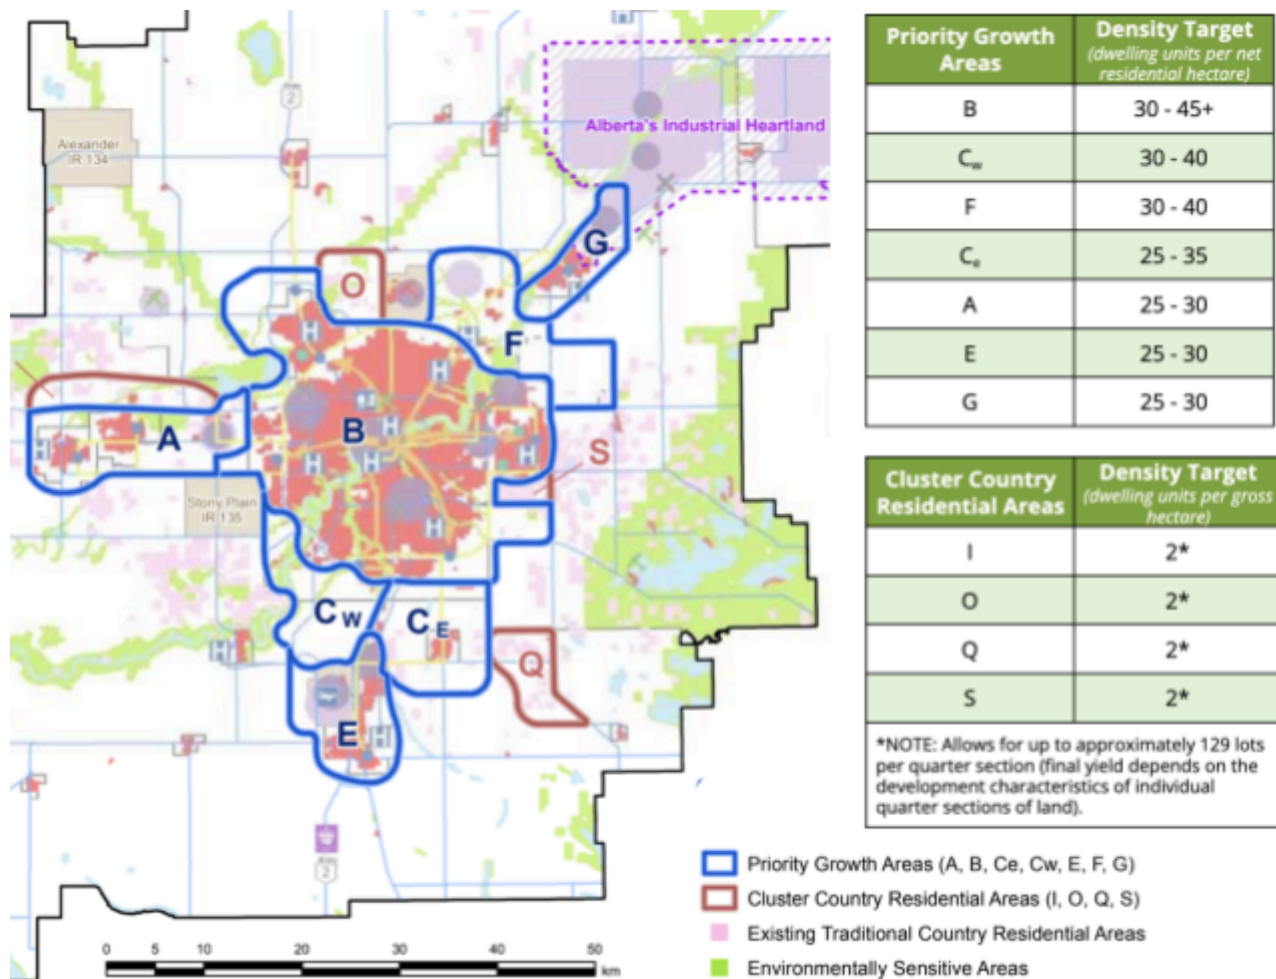 2
Alberta's Industrial Heartland
Alexander
IR 134
G
O
F
B
S
A
Stony Plain
IR 135
Cw
CE
Q
E
2
0 5 10 20 30 40 50
km
Priority Growth Areas
Density Target
(dwelling units per net residential hectare)
B 30 - 45+
Cw 30 - 40
F 30 - 40
Ce 25 - 35
A 25 - 30
E 25 - 30
G 25 - 30
Cluster Country Residential Areas
Density Target
(dwelling units per gross hectare)
I 2*
O 2*
Q 2*
S 2*
*NOTE: Allows for up to approximately 129 lots
per quarter section (final yield depends on the
development characteristics of individual
quarter sections of land).
Priority Growth Areas (A, B, Ce, Cw, E, F, G)
Cluster Country Residential Areas (I, O, Q, S)
Existing Traditional Country Residential Areas
Environmentally Sensitive Areas